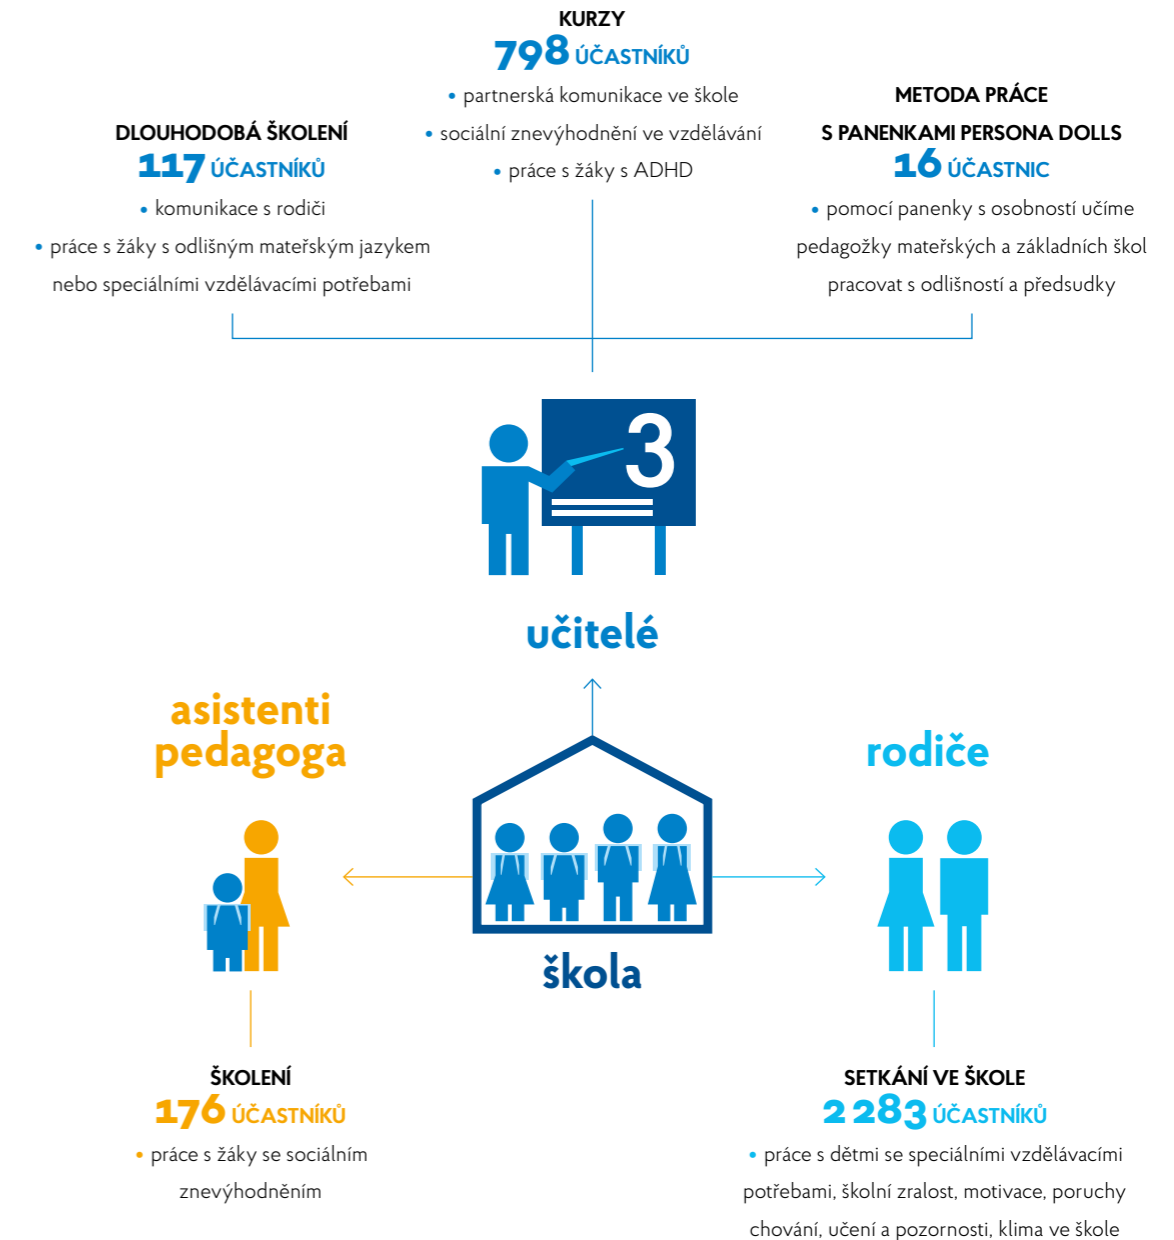 KURZY
798 ÚČASTNÍKŮ
• partnerská komunikace ve škole
• sociální znevýhodnění ve vzdělávání
• práce s žáky s ADHD
DLOUHODOBÁ ŠKOLENÍ
117 ÚČASTNÍKŮ
• komunikace s rodiči
• práce s žáky s odlišným mateřským jazykem
nebo speciálními vzdělávacími potřebami
METODA PRÁCE
S PANENKAMI PERSONA DOLLS
16 ÚČASTNIC
• pomocí panenky s osobností učíme
pedagožky mateřských a základních škol
pracovat s odlišností a předsudky
3
učitelé
asistenti
pedagoga
rodiče
škola
ŠKOLENÍ
176 ÚČASTNÍKŮ
• práce s žáky se sociálním
znevýhodněním
SETKÁNÍ VE ŠKOLE
2 283 ÚČASTNÍKŮ
• práce s dětmi se speciálními vzdělávacími
potřebami, školní zralost, motivace, poruchy
chování, učení a pozornosti, klima ve škole